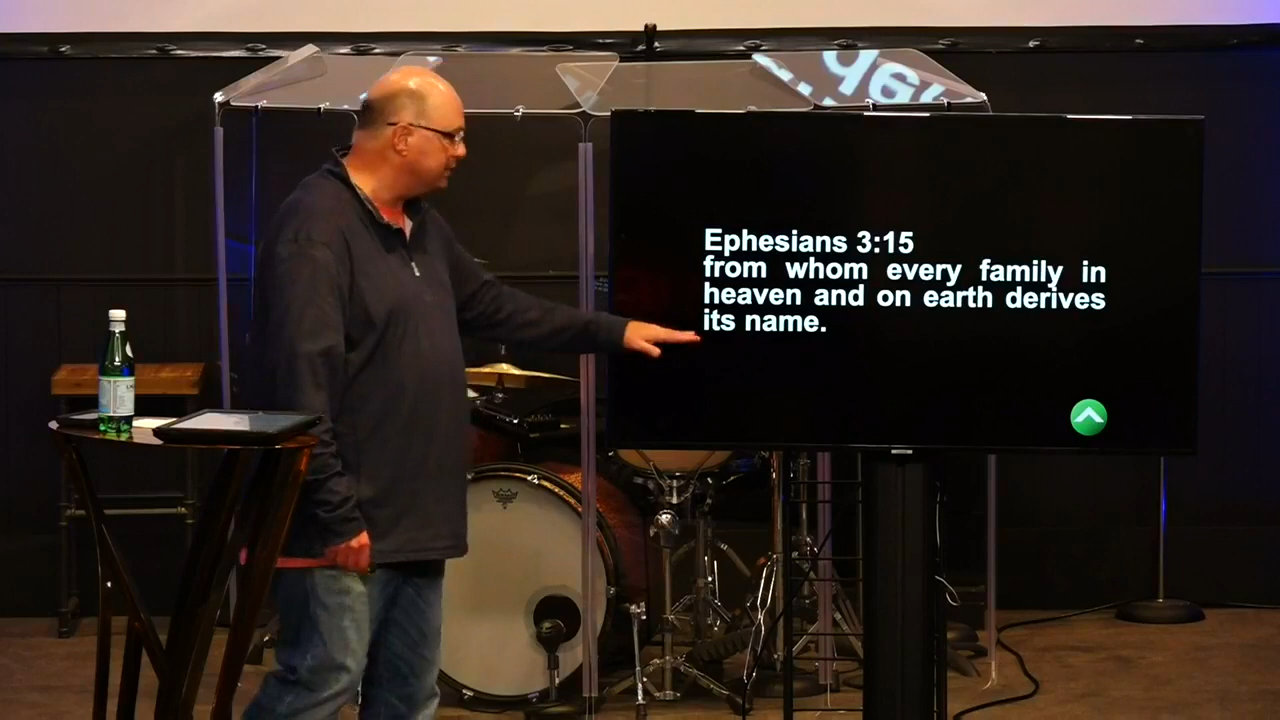 Ephesians 3:15
from whom every family in
heaven and on earth derives
its name.